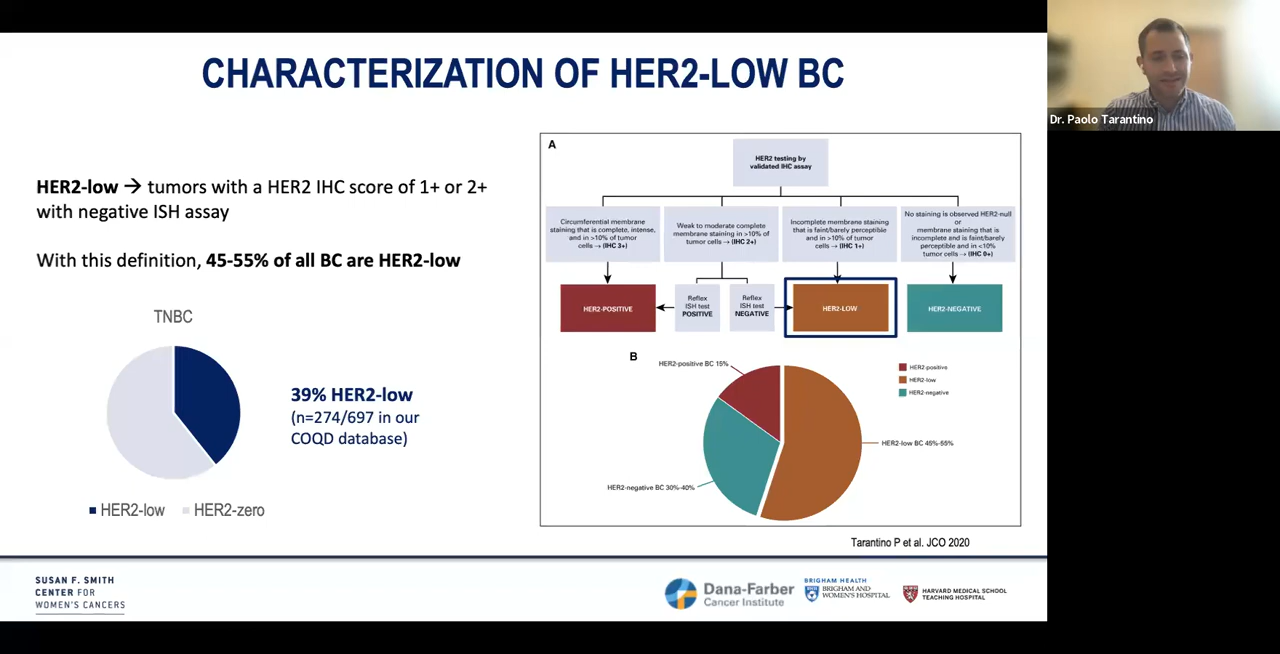 CHARACTERIZATION OF HER2-LOW BC
Dr. Paolo Tarantino
HER2-low → tumors with a HER2 IHC score of 1+ or 2+
with negative ISH assay
With this definition, 45-55% of all BC are HER2-low
TNBC
39% HER2-low
(n=274/697 in our
COQD database)
HER2-low
HER2-zero
A
HER2 testing by
validated IHC assay
Circumferential membrane
staining that is complete, intense,
and in >10% of tumor
cells → (IHC 3+)
Weak to moderate complete
membrane staining in >10% of
tumor cells → (IHC 2+)
Incomplete membrane staining
that is faint/barely perceptible
and in >10% of tumor
cells → (IHC 1+)
No staining is observed HER2-null
or
membrane staining that is
incomplete and is faint/barely
perceptible and in <10%
tumor cells → (IHC 0+)
HER2-POSITIVE
Reflex
ISH test
POSITIVE
Reflex
ISH test
NEGATIVE
HER2-LOW
HER2-NEGATIVE
B
HER2-positive BC 15%
HER2-positive
HER2-low
HER2-negative
HER2-low BC 45%-55%
HER2-negative BC 30%-40%
Tarantino P et al. JCO 2020
SUSAN F. SMITH
CENTER FOR
WOMEN'S CANCERS
Dana-Farber
Cancer Institute
BRIGHAM HEALTH
BRIGHAM AND
WOMEN'S HOSPITAL
HARVARD MEDICAL SCHOOL
TEACHING HOSPITAL